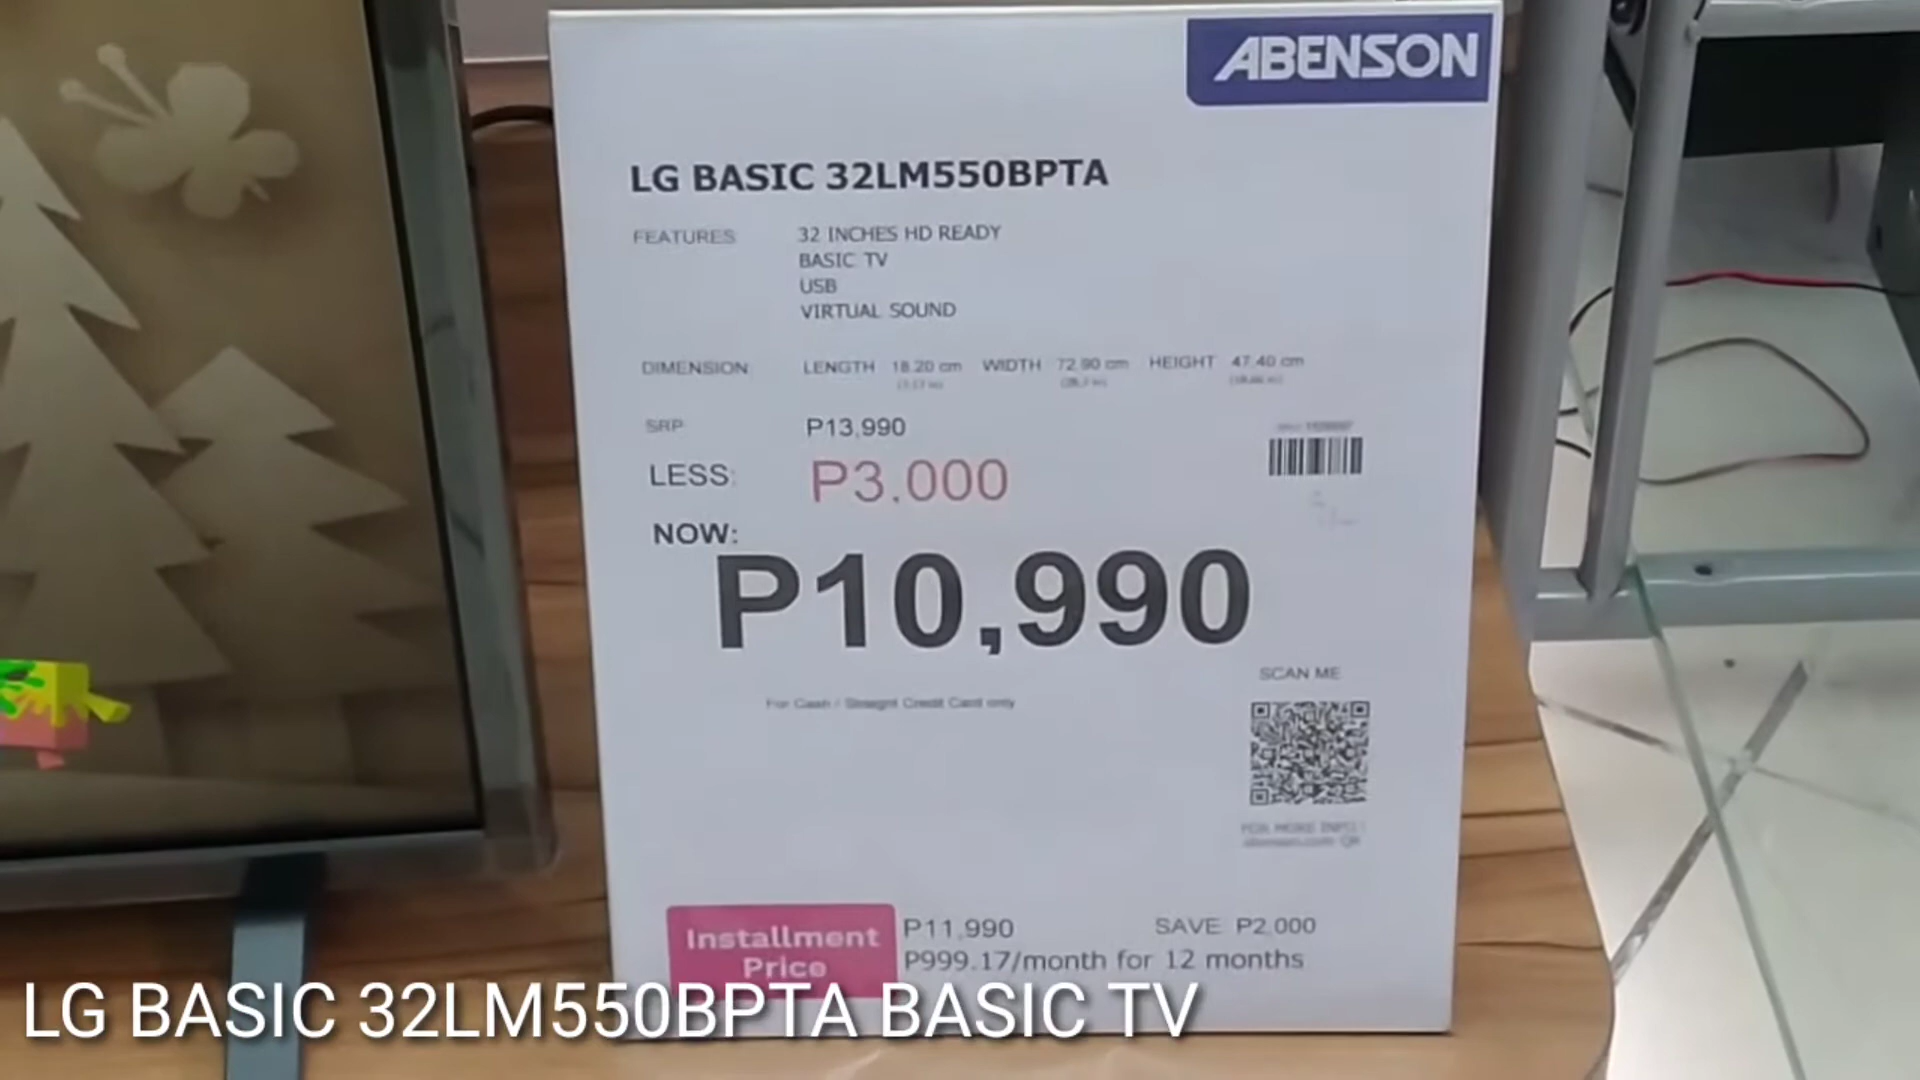 ABENSON
LG BASIC 32LM550BPTA
FEATURES 32 INCHES HD READY
BASIC TV
USB
VIRTUAL SOUND
DIMENSION LENGTH 18.20 cm WIDTH 72.90 cm HEIGHT 47.40 cm
SRP P13,990
LESS: P3,000
NOW:
P10,990
SCAN ME
For Cash / Straight Credit Card only
FOR MORE INFO
Installment Price
P11,990 SAVE P2,000
P999.17/month for 12 months
LG BASIC 32LM550BPTA BASIC TV